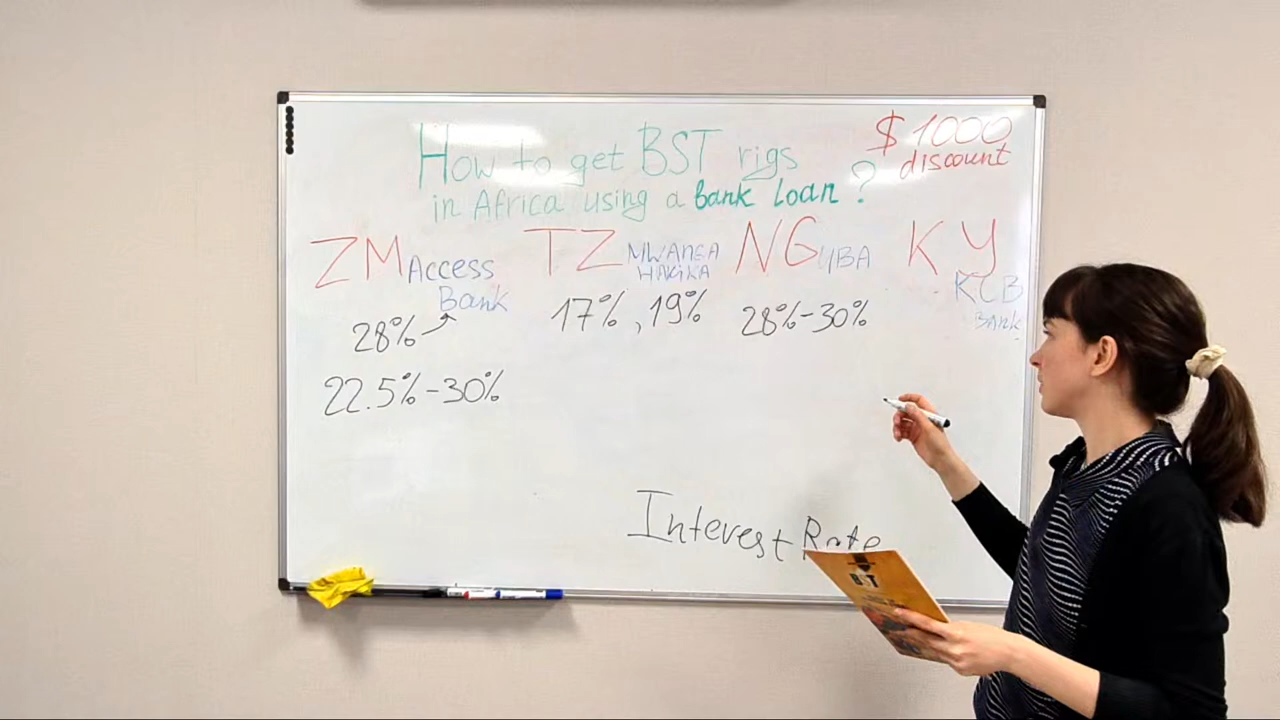 How to get BST rigs
in Africa using a bank loan ?
$ 1000
discount
ZM Access
Bank
28%
22.5%-30%
TZ MWANGA
HAKIKA
17%, 19%
NG UBA
28%-30%
KY
KCB
BANK
Interest Rate
BT